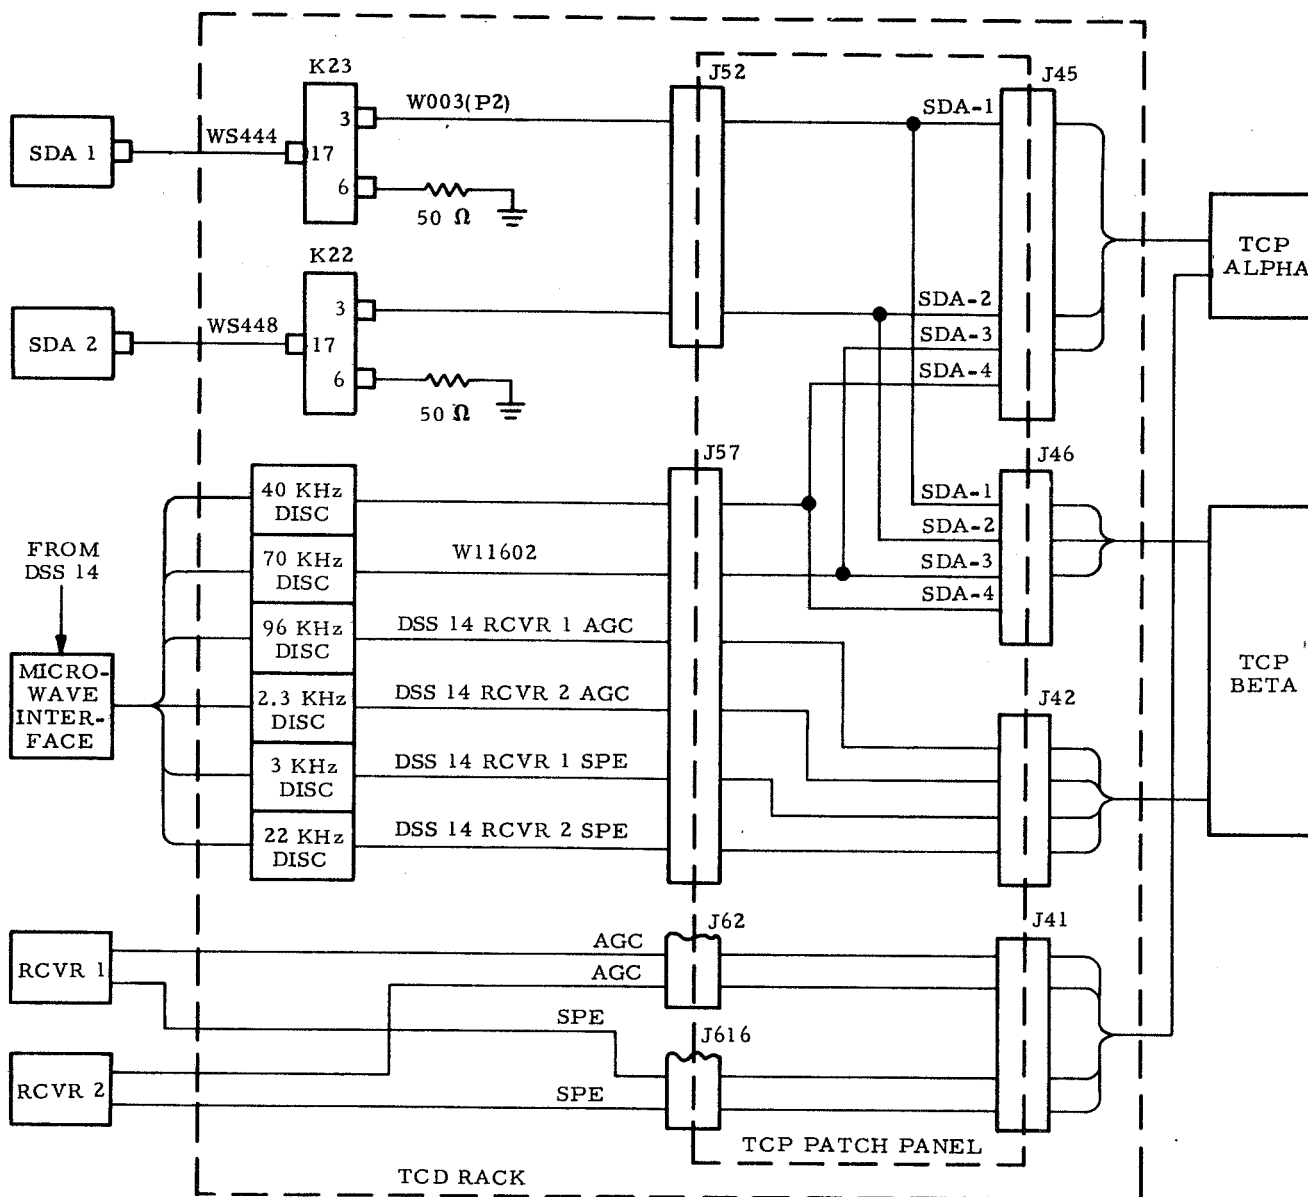 K23
J52
J45
3
W003(P2)
SDA-1
SDA 1
WS444
17
6
50 Ω
TCP
ALPHA
K22
3
SDA-2
SDA 2
WS448
17
SDA-3
6
SDA-4
50 Ω
J57
J46
40 KHz
DISC
SDA-1
FROM
DSS 14
70 KHz
DISC
W11602
SDA-2
SDA-3
SDA-4
96 KHz
DISC
DSS 14 RCVR 1 AGC
MICRO-
WAVE
INTER-
FACE
2.3 KHz
DISC
DSS 14 RCVR 2 AGC
TCP
BETA
J42
3 KHz
DISC
DSS 14 RCVR 1 SPE
22 KHz
DISC
DSS 14 RCVR 2 SPE
J62
J41
RCVR 1
AGC
AGC
SPE
J616
RCVR 2
SPE
TCP PATCH PANEL
TCD RACK